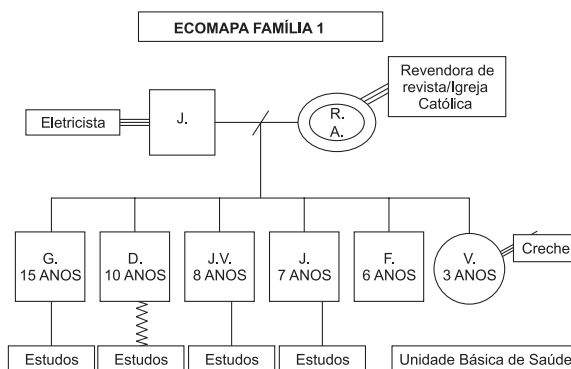 ECOMAPA FAMÍLIA 1
Revendora de
revista/Igreja
Católica
Eletricista
J.
R.
A.
G.
15 ANOS
D.
10 ANOS
J.V.
8 ANOS
J.
7 ANOS
F.
6 ANOS
V.
3 ANOS
Creche
Estudos
Estudos
Estudos
Estudos
Unidade Básica de Saúde